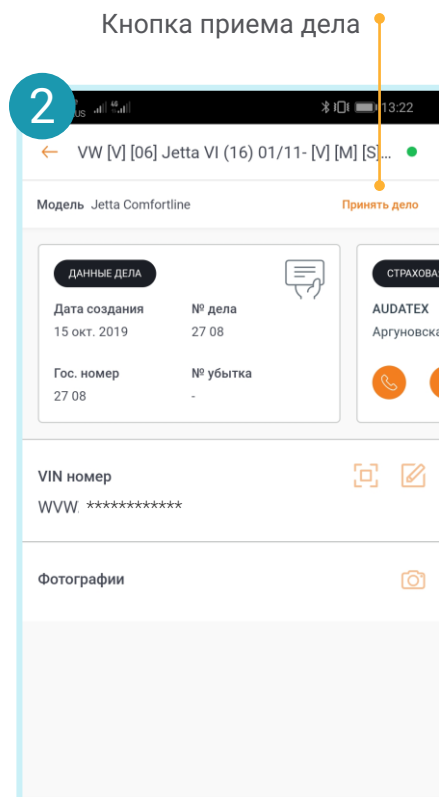 Кнопка приема дела
2
US 46 13:22
← VW [V] [06] Jetta VI (16) 01/11- [V] [M] [S]...
Модель Jetta Comfortline Принять дело
ДАННЫЕ ДЕЛА СТРАХОВА
Дата создания № дела AUDATEX
15 окт. 2019 27 08 Аргуновска
Гос. номер № убытка
27 08 -
VIN номер
WVW ************
Фотографии